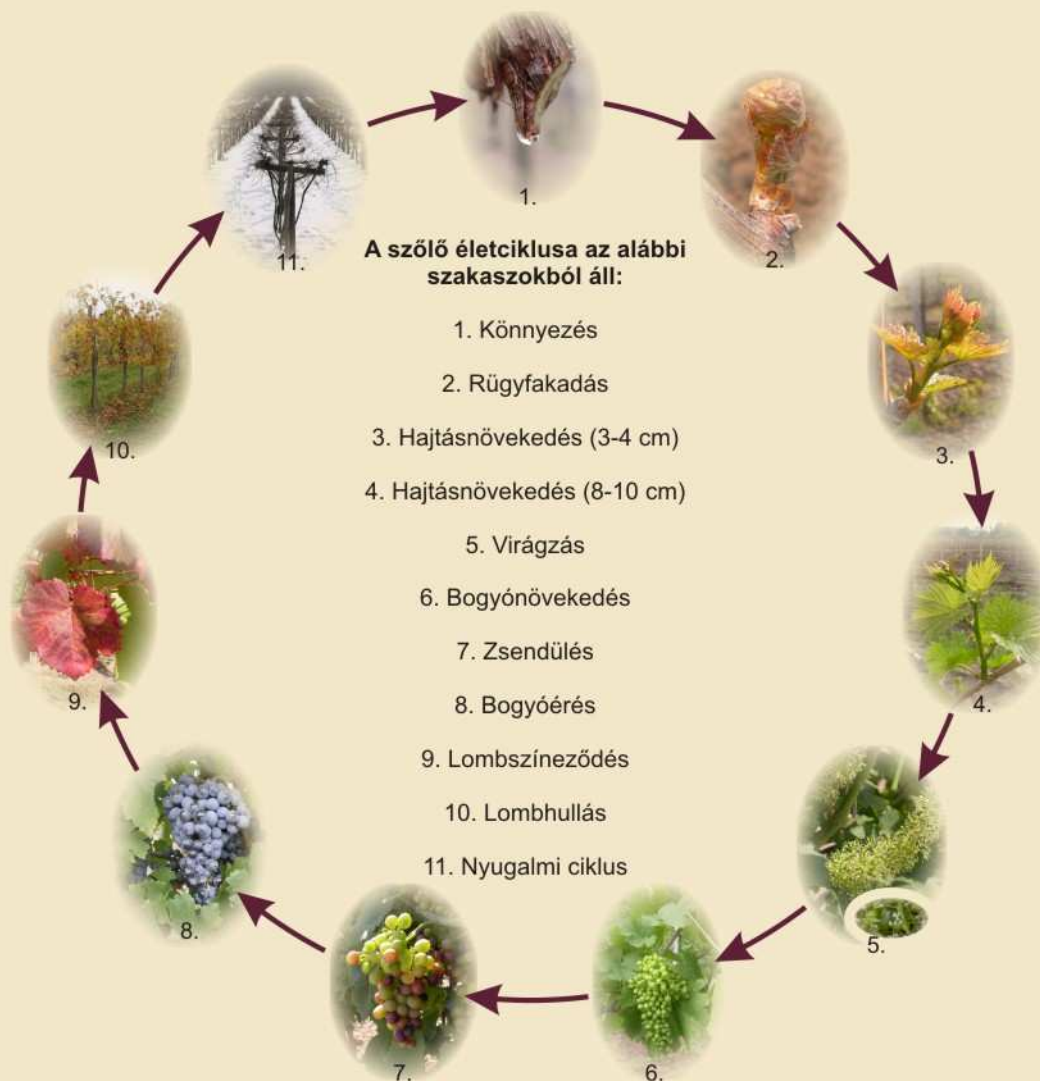 1.
2.
3.
4.
5.
6.
7.
8.
9.
10.
11.
A szőlő életciklusa az alábbi
szakaszokból áll:
1. Könnyezés
2. Rügyfakadás
3. Hajtásnövekedés (3-4 cm)
4. Hajtásnövekedés (8-10 cm)
5. Virágzás
6. Bogyónövekedés
7. Zsendülés
8. Bogyóérés
9. Lombszíneződés
10. Lombhullás
11. Nyugalmi ciklus